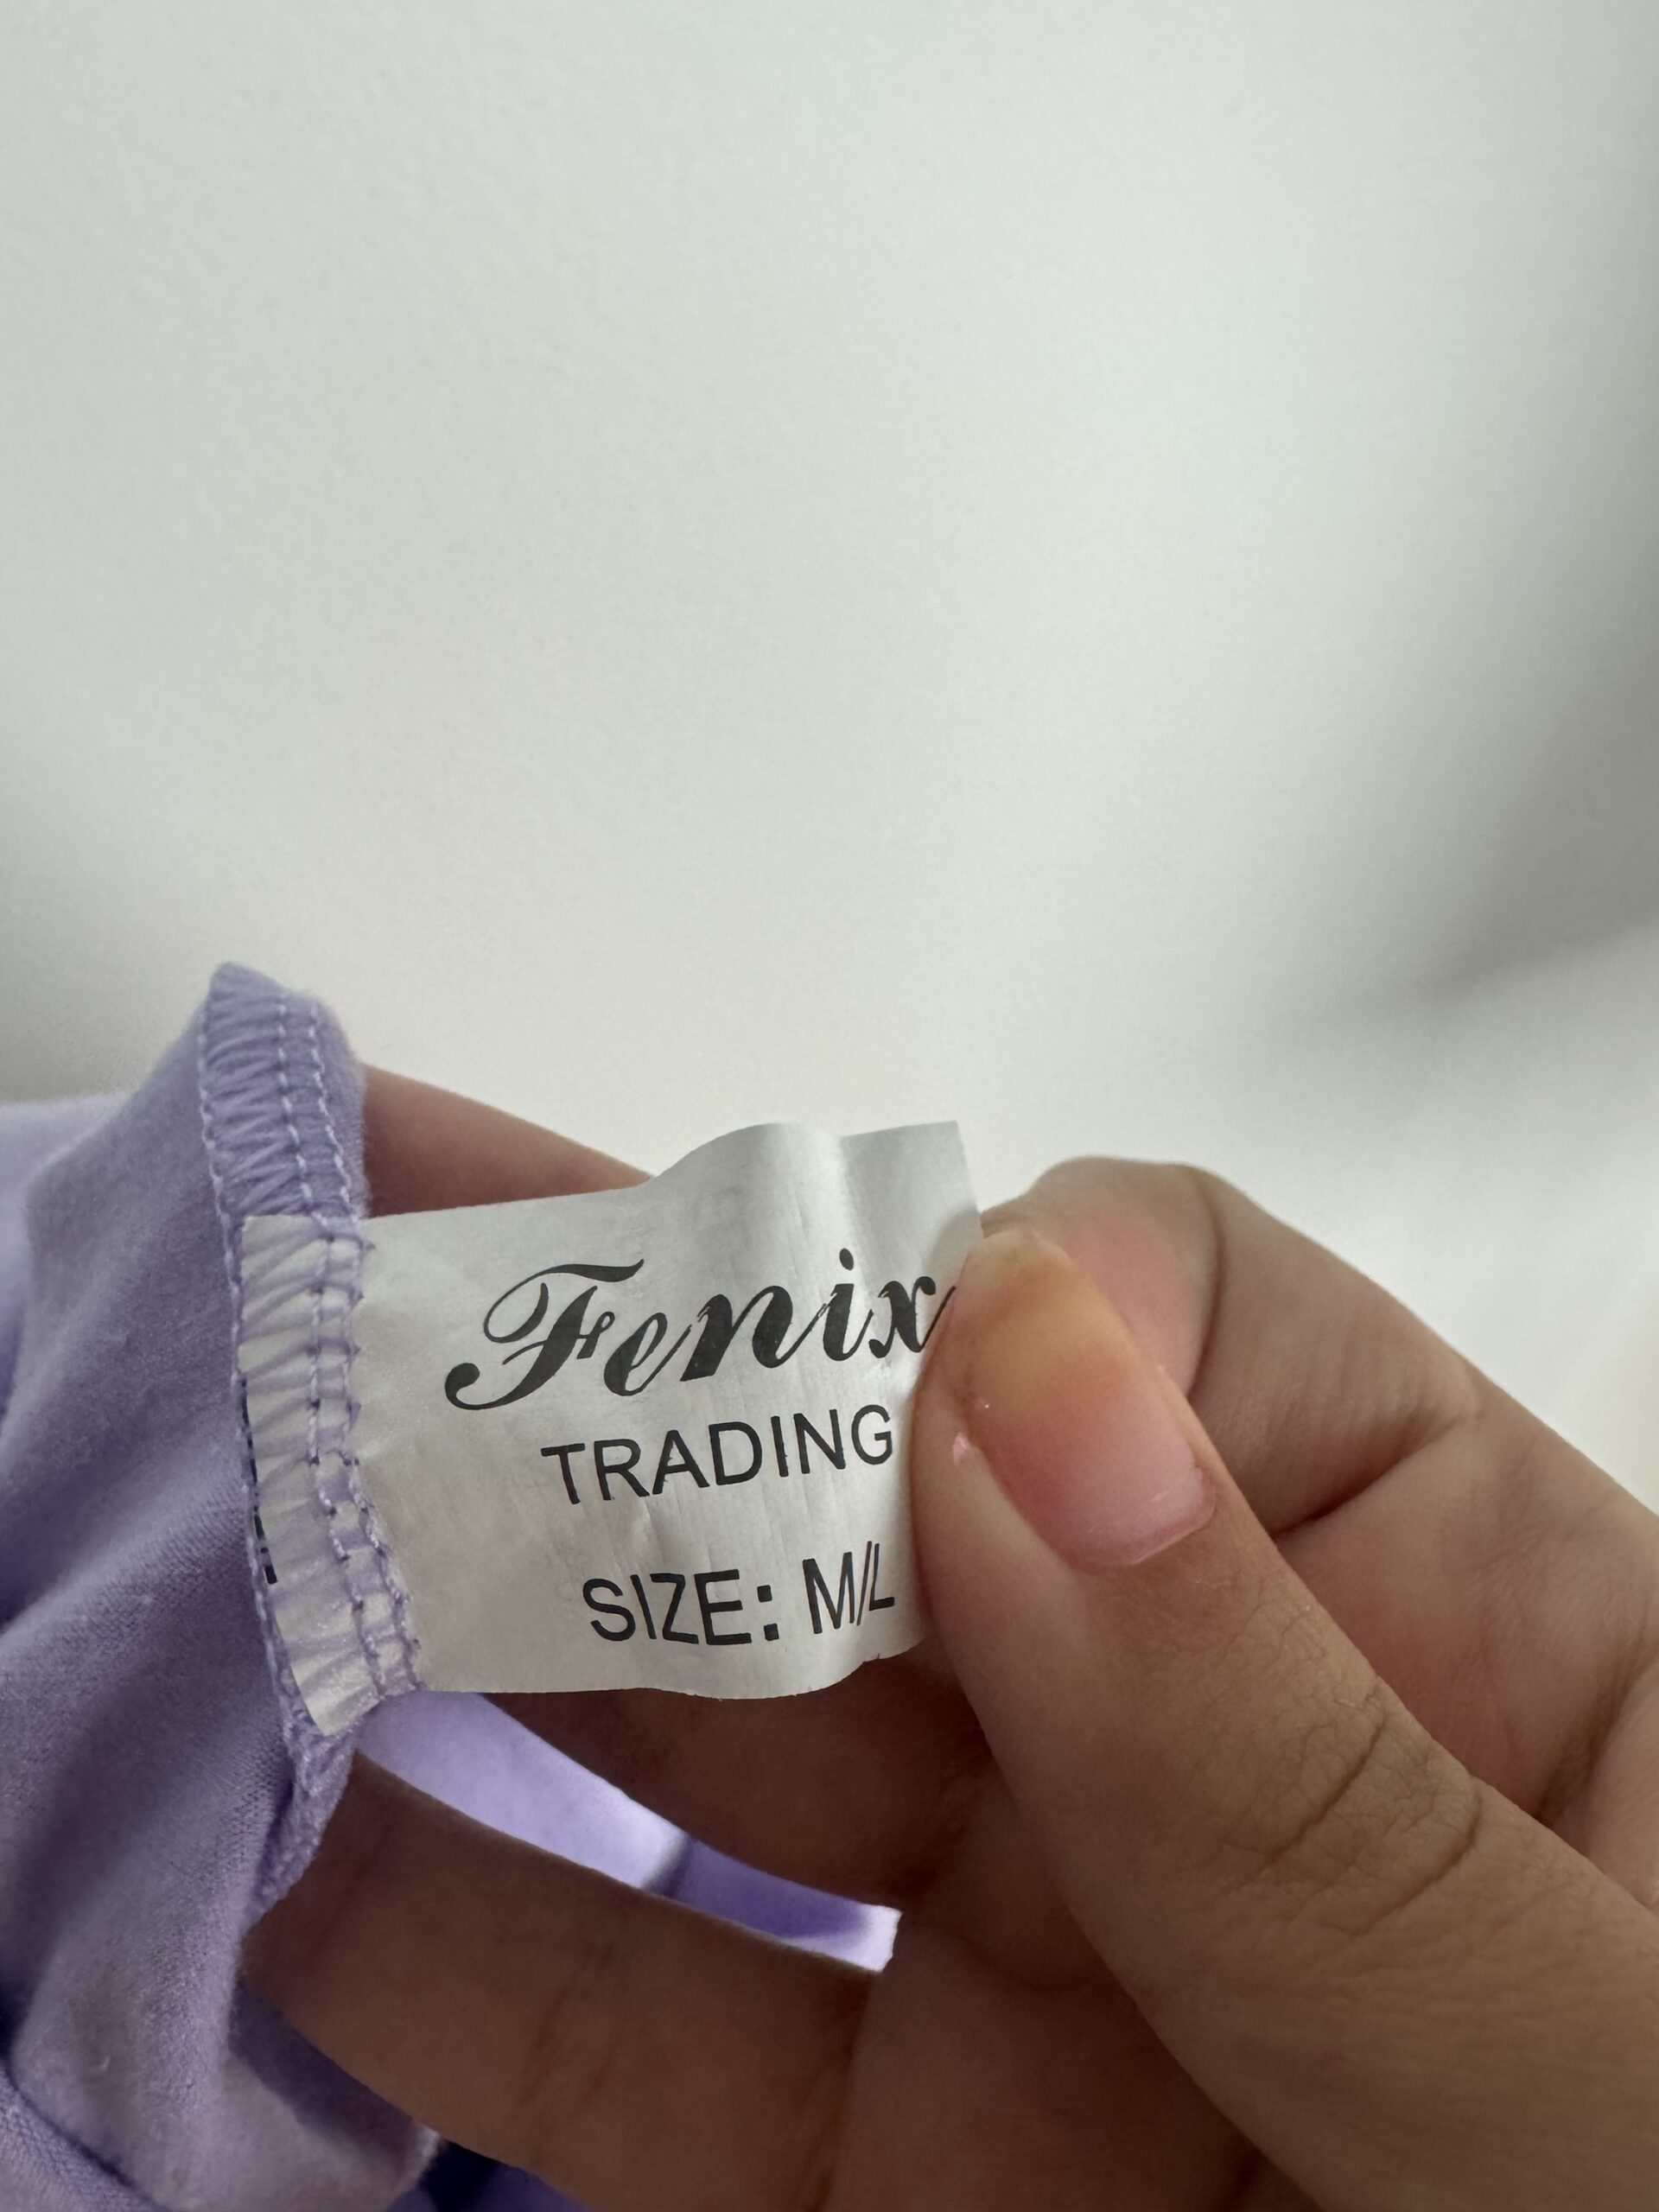 Fenix
TRADING
SIZE: M/L